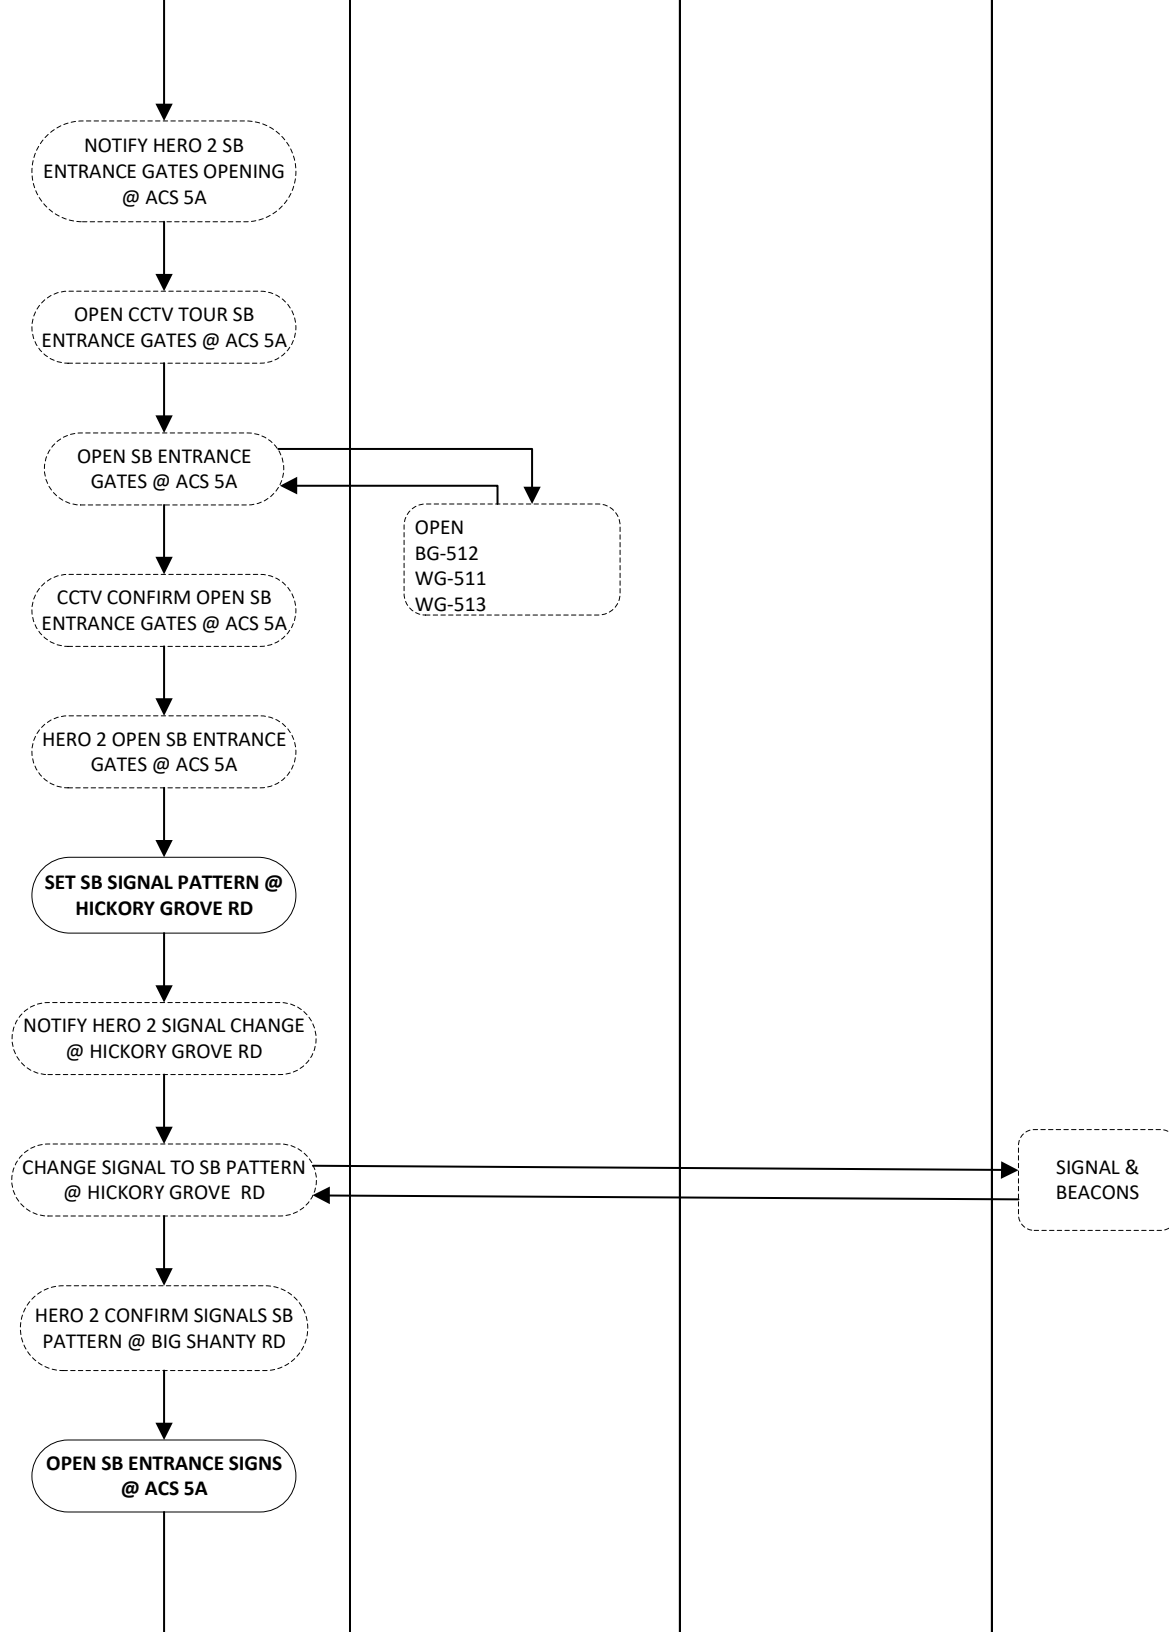 NOTIFY HERO 2 SB
ENTRANCE GATES OPENING
@ ACS 5A
OPEN CCTV TOUR SB
ENTRANCE GATES @ ACS 5A
OPEN SB ENTRANCE
GATES @ ACS 5A
OPEN
BG-512
WG-511
WG-513
CCTV CONFIRM OPEN SB
ENTRANCE GATES @ ACS 5A
HERO 2 OPEN SB ENTRANCE
GATES @ ACS 5A
SET SB SIGNAL PATTERN @
HICKORY GROVE RD
NOTIFY HERO 2 SIGNAL CHANGE
@ HICKORY GROVE RD
CHANGE SIGNAL TO SB PATTERN
@ HICKORY GROVE  RD
SIGNAL &
BEACONS
HERO 2 CONFIRM SIGNALS SB
PATTERN @ BIG SHANTY RD
OPEN SB ENTRANCE SIGNS
@ ACS 5A